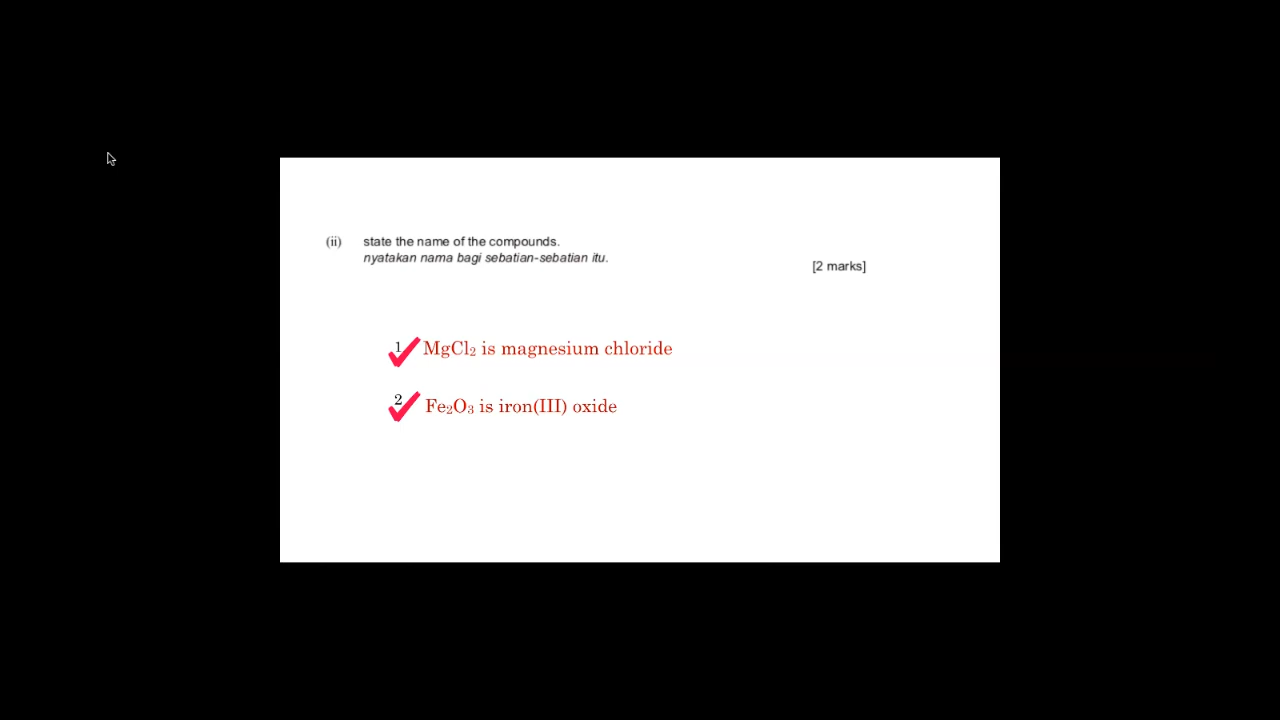 (ii) state the name of the compounds.
nyatakan nama bagi sebatian-sebatian itu.
[2 marks]
1 MgCl₂ is magnesium chloride
2 Fe₂O₃ is iron(III) oxide